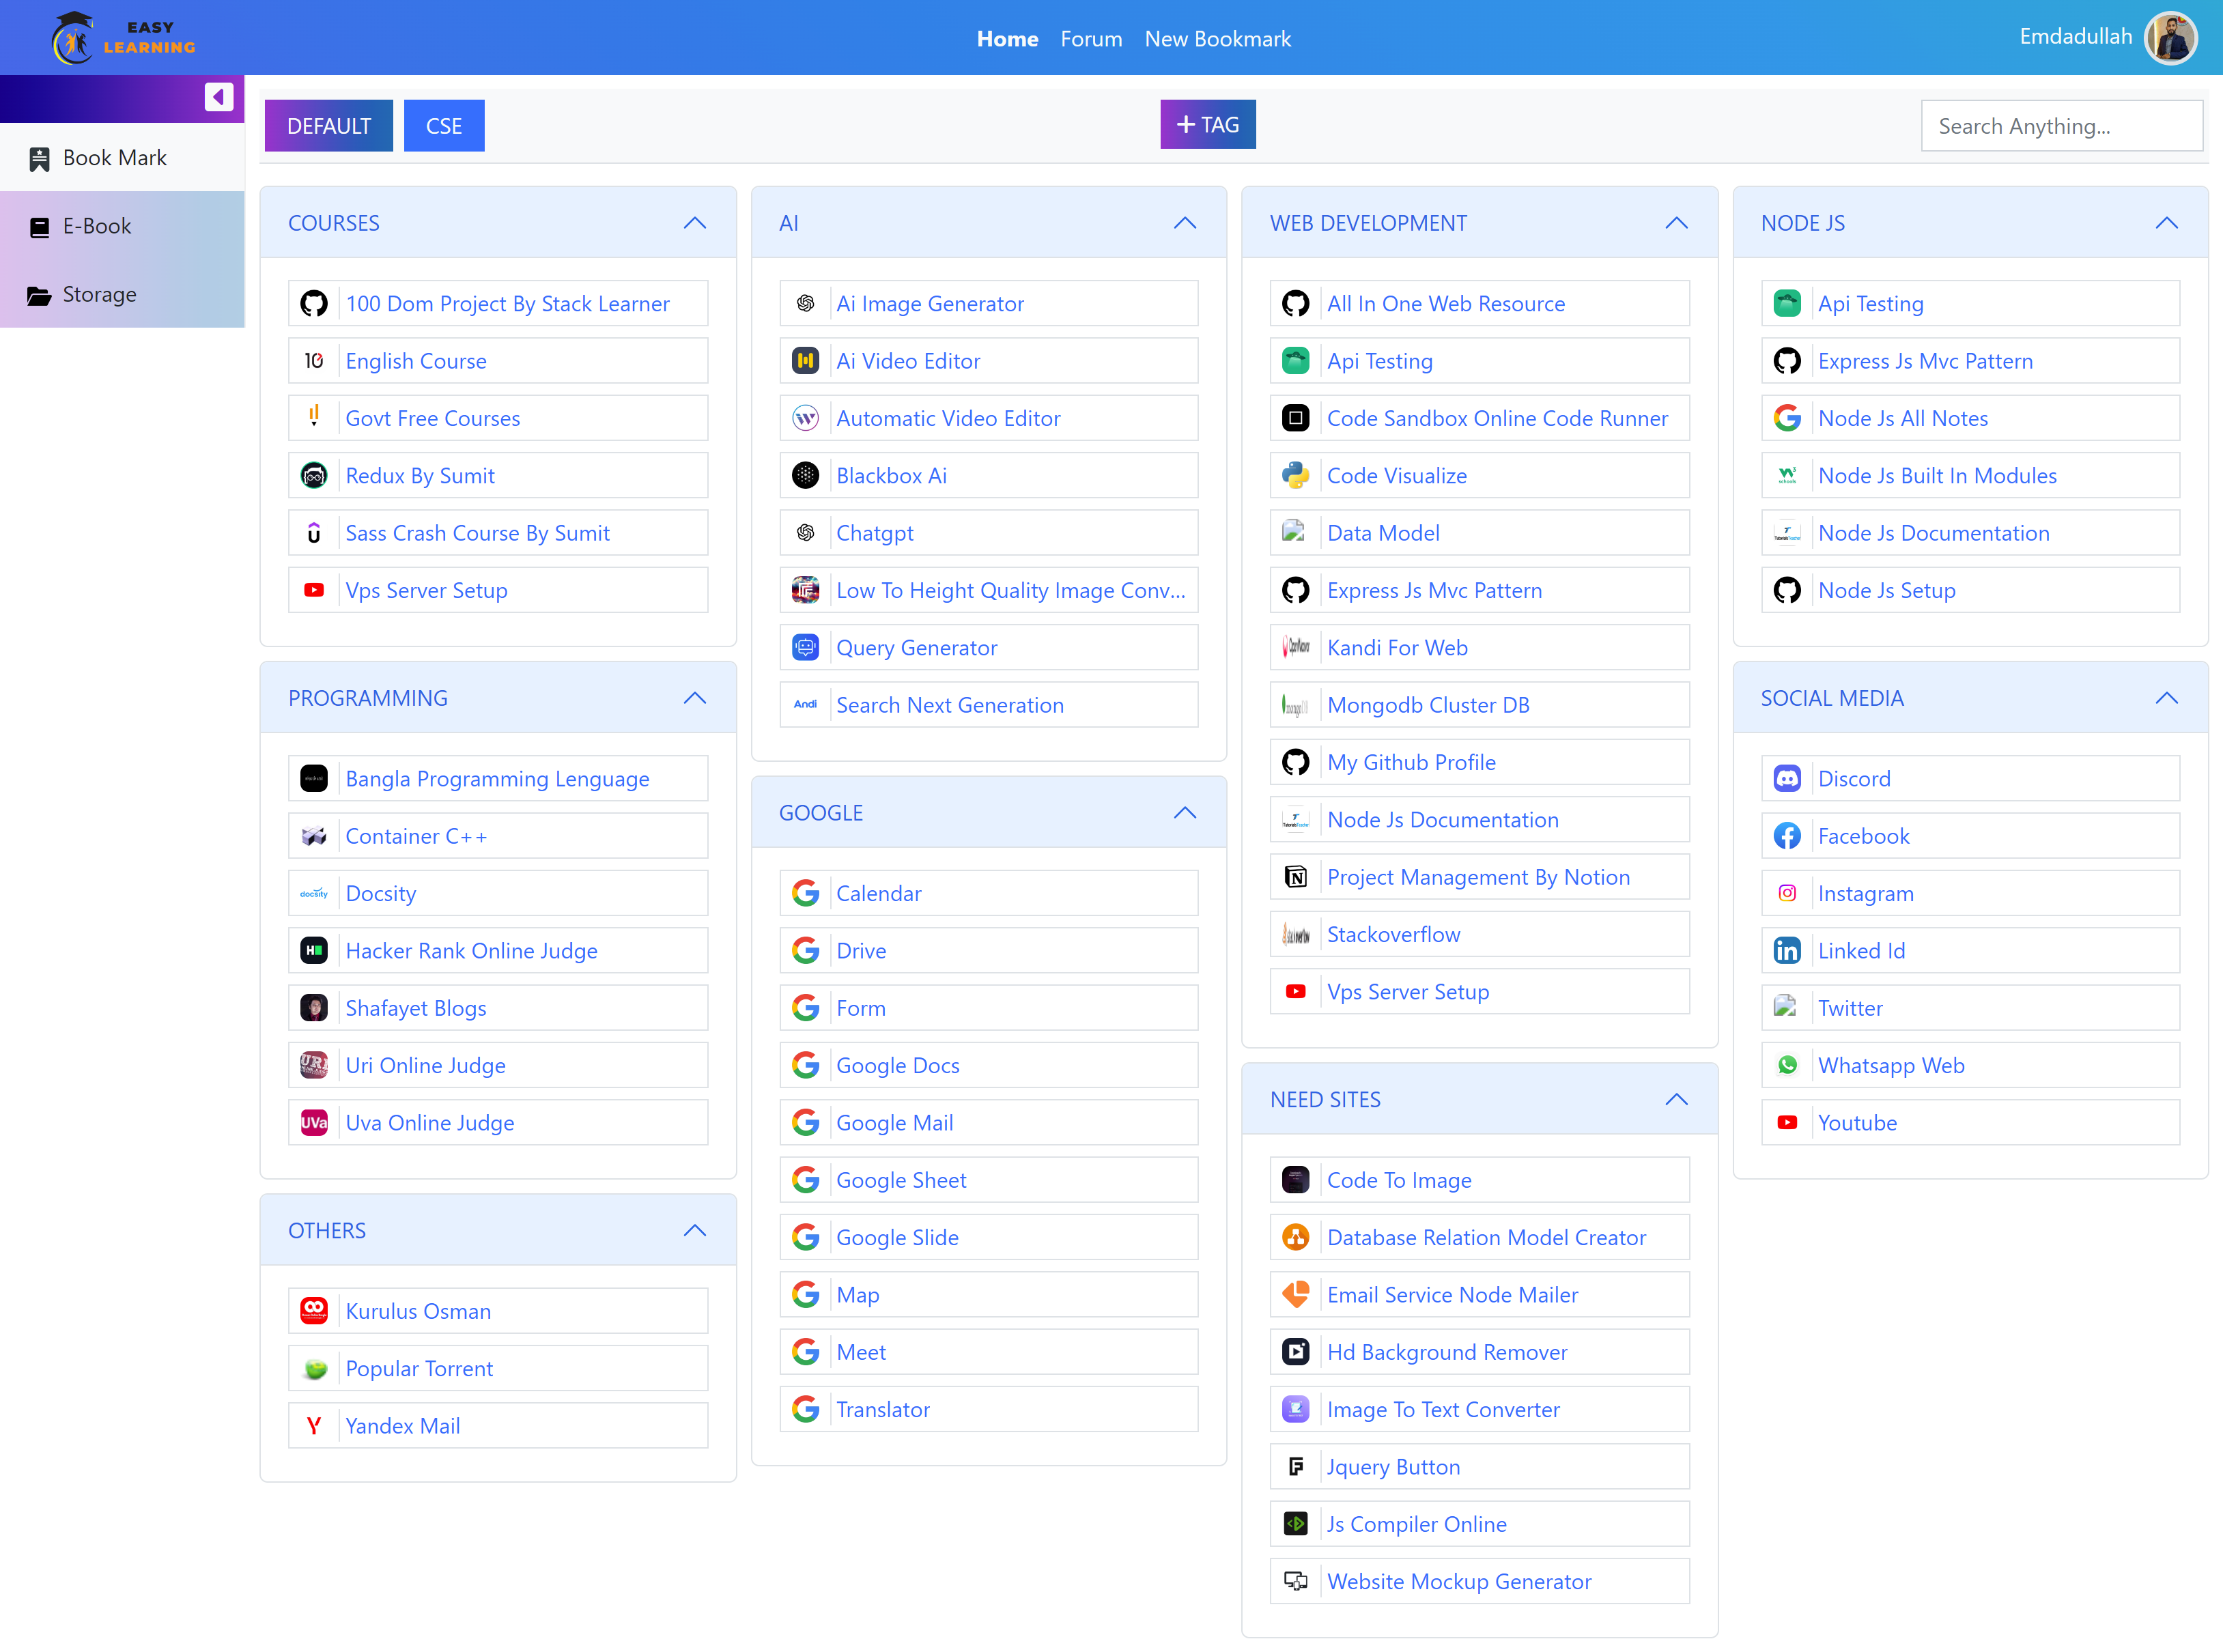 EASY
LEARNING
Home
Forum
New Bookmark
Emdadullah
Book Mark
E-Book
Storage
DEFAULT
CSE
+ TAG
Search Anything...
COURSES
100 Dom Project By Stack Learner
English Course
Govt Free Courses
Redux By Sumit
Sass Crash Course By Sumit
Vps Server Setup
PROGRAMMING
Bangla Programming Lenguage
Container C++
docsity
Docsity
Hacker Rank Online Judge
Shafayet Blogs
URI
Uri Online Judge
UVa
Uva Online Judge
OTHERS
Kurulus Osman
Popular Torrent
Yandex Mail
AI
Ai Image Generator
Ai Video Editor
Automatic Video Editor
Blackbox Ai
Chatgpt
Low To Height Quality Image Conv...
Query Generator
Andi
Search Next Generation
GOOGLE
Calendar
Drive
Form
Google Docs
Google Mail
Google Sheet
Google Slide
Map
Meet
Translator
WEB DEVELOPMENT
All In One Web Resource
Api Testing
Code Sandbox Online Code Runner
Code Visualize
Data Model
Express Js Mvc Pattern
Kandi For Web
Mongodb Cluster DB
My Github Profile
Node Js Documentation
Project Management By Notion
Stackoverflow
Vps Server Setup
NEED SITES
Code To Image
Database Relation Model Creator
Email Service Node Mailer
Hd Background Remover
Image To Text Converter
Jquery Button
Js Compiler Online
Website Mockup Generator
NODE JS
Api Testing
Express Js Mvc Pattern
Node Js All Notes
Node Js Built In Modules
Node Js Documentation
Node Js Setup
SOCIAL MEDIA
Discord
Facebook
Instagram
in
Linked Id
Twitter
Whatsapp Web
Youtube